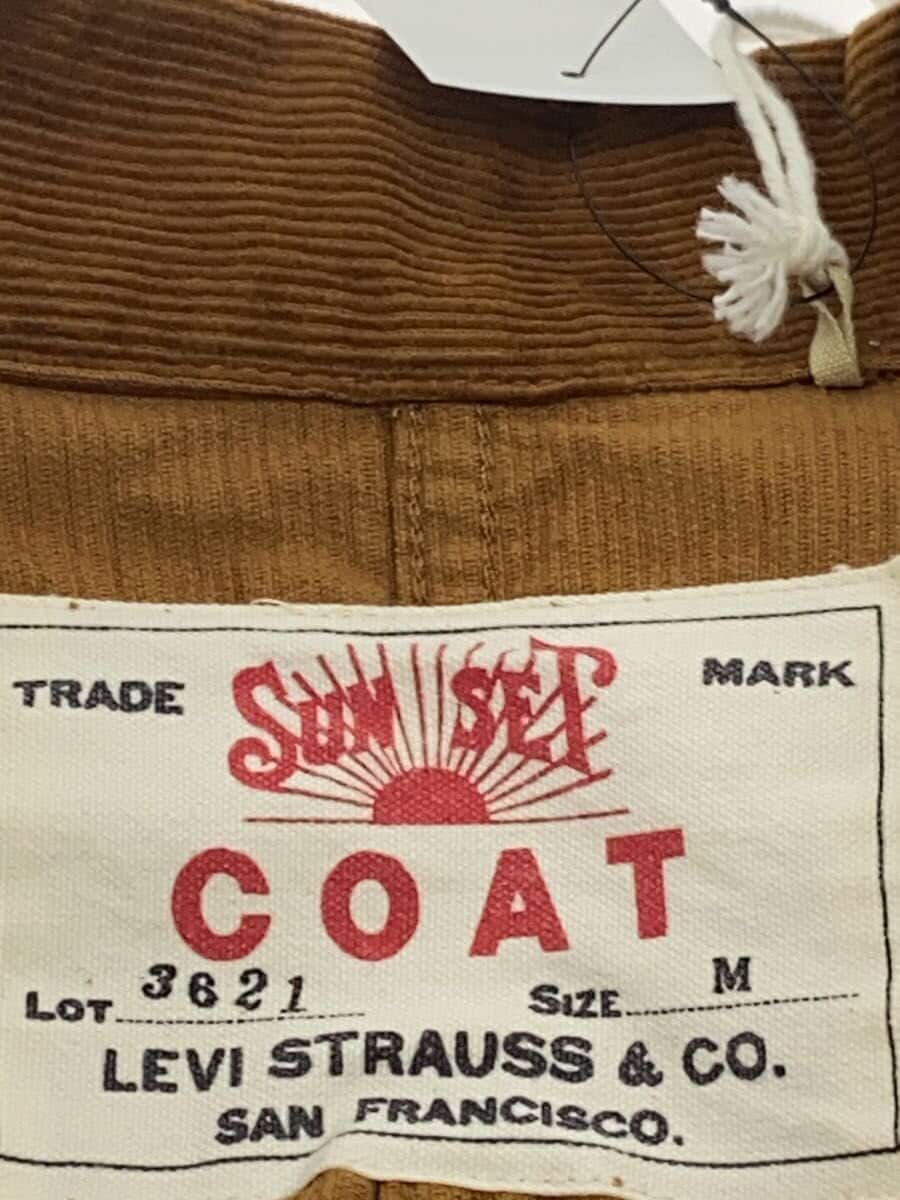 TRADE SUN SET MARK
COAT
LOT 3621 SIZE M
LEVI STRAUSS & CO.
SAN FRANCISCO.